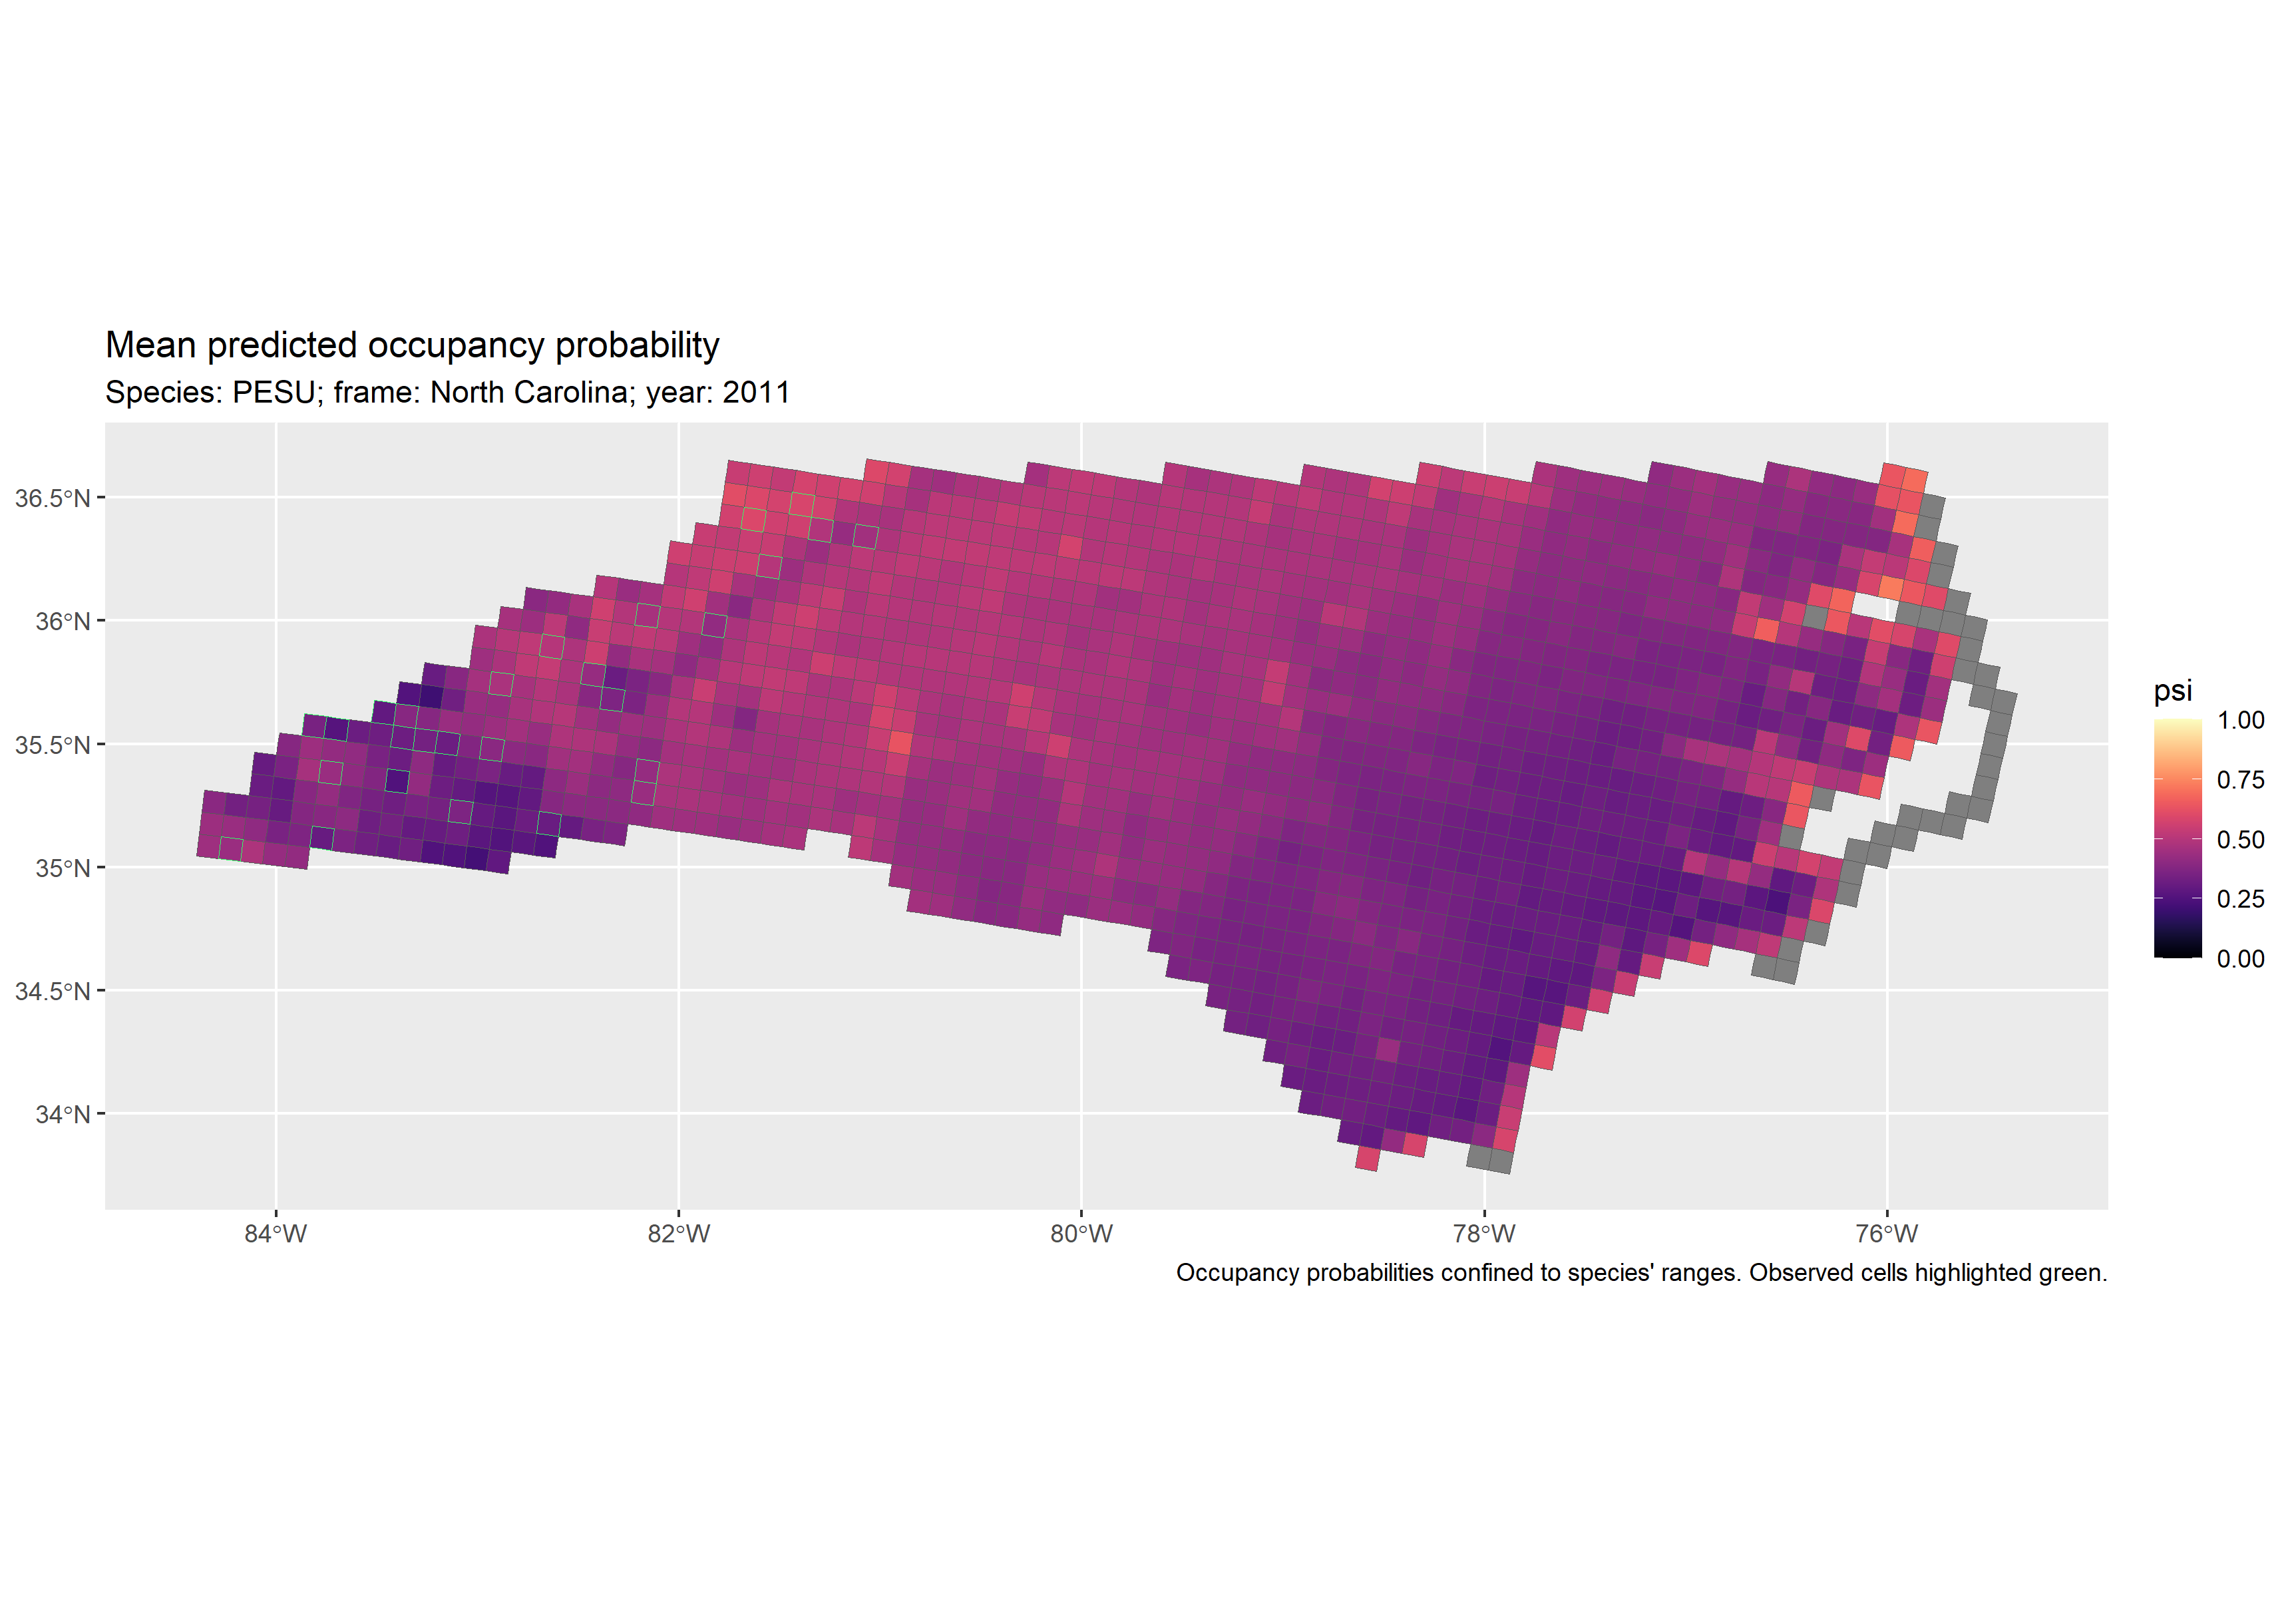 Mean predicted occupancy probability
Species: PESU; frame: North Carolina; year: 2011
36.5°N
36°N
35.5°N
35°N
34.5°N
34°N
84°W
82°W
80°W
78°W
76°W
psi
1.00
0.75
0.50
0.25
0.00
Occupancy probabilities confined to species' ranges. Observed cells highlighted green.